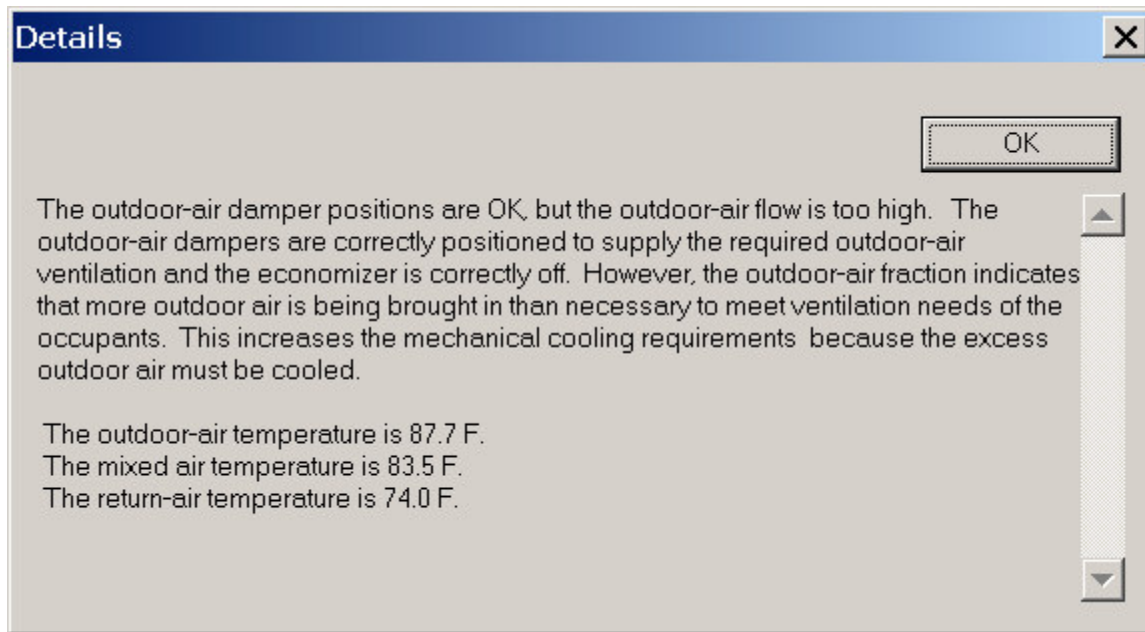 Details
OK
The outdoor-air damper positions are OK, but the outdoor-air flow is too high. The
outdoor-air dampers are correctly positioned to supply the required outdoor-air
ventilation and the economizer is correctly off. However, the outdoor-air fraction indicates
that more outdoor air is being brought in than necessary to meet ventilation needs of the
occupants. This increases the mechanical cooling requirements because the excess
outdoor air must be cooled.
The outdoor-air temperature is 87.7 F.
The mixed air temperature is 83.5 F.
The return-air temperature is 74.0 F.